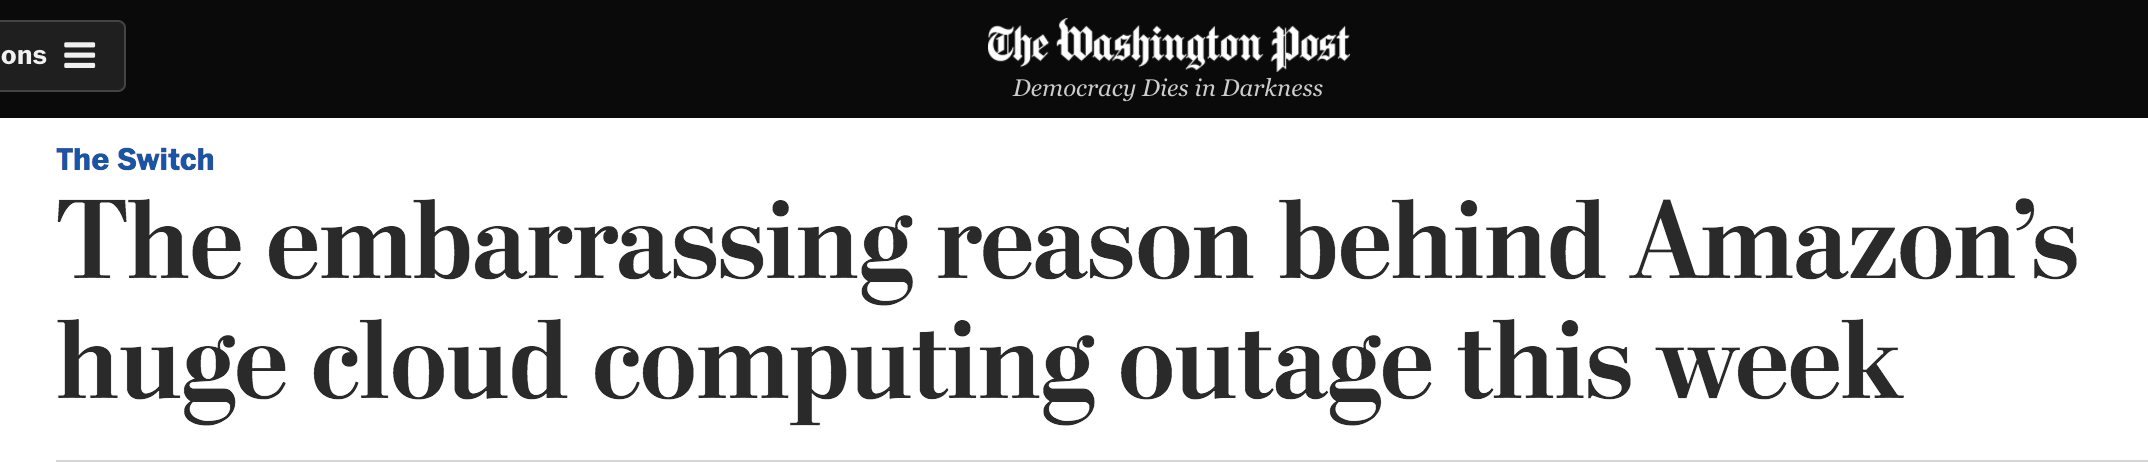 ons
The Washington Post
Democracy Dies in Darkness
The Switch
The embarrassing reason behind Amazon’s
huge cloud computing outage this week